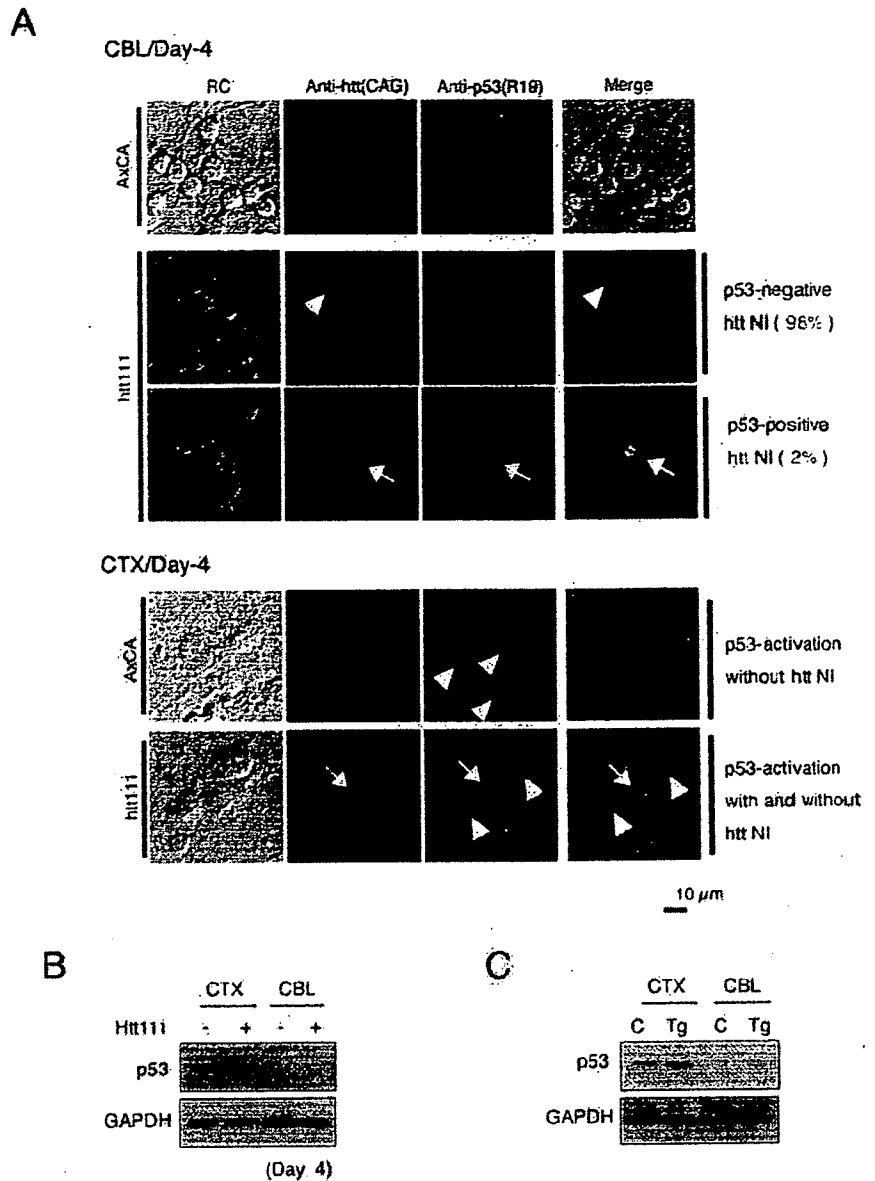 A
CBL/Day-4
RC Anti-htt(CAG) Anti-p53(R19) Merge
AxCA
htt111
p53-negative
htt NI ( 98% )
p53-positive
htt NI ( 2% )
CTX/Day-4
AxCA
p53-activation
without htt NI
htt111
p53-activation
with and without
htt NI
10 µm
B
CTX CBL
Htt111 - + - +
p53
GAPDH
(Day 4)
C
CTX CBL
C Tg C Tg
p53
GAPDH